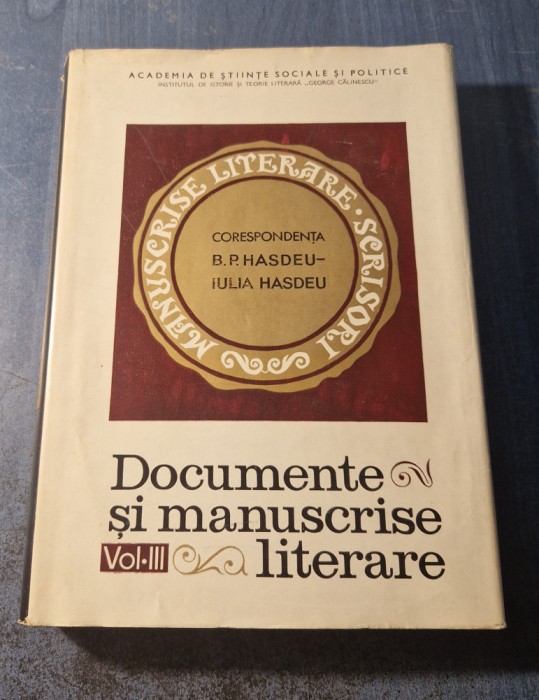 ACADEMIA DE ȘTIINȚE SOCIALE ȘI POLITICE
INSTITUTUL DE ISTORIE ȘI TEORIE LITERARĂ „GEORGE CĂLINESCU”
MANUSCRISE LITERARE · SCRISORI
CORESPONDENȚA
B.P. HASDEU–
IULIA HASDEU
Documente
și manuscrise
Vol·III literare